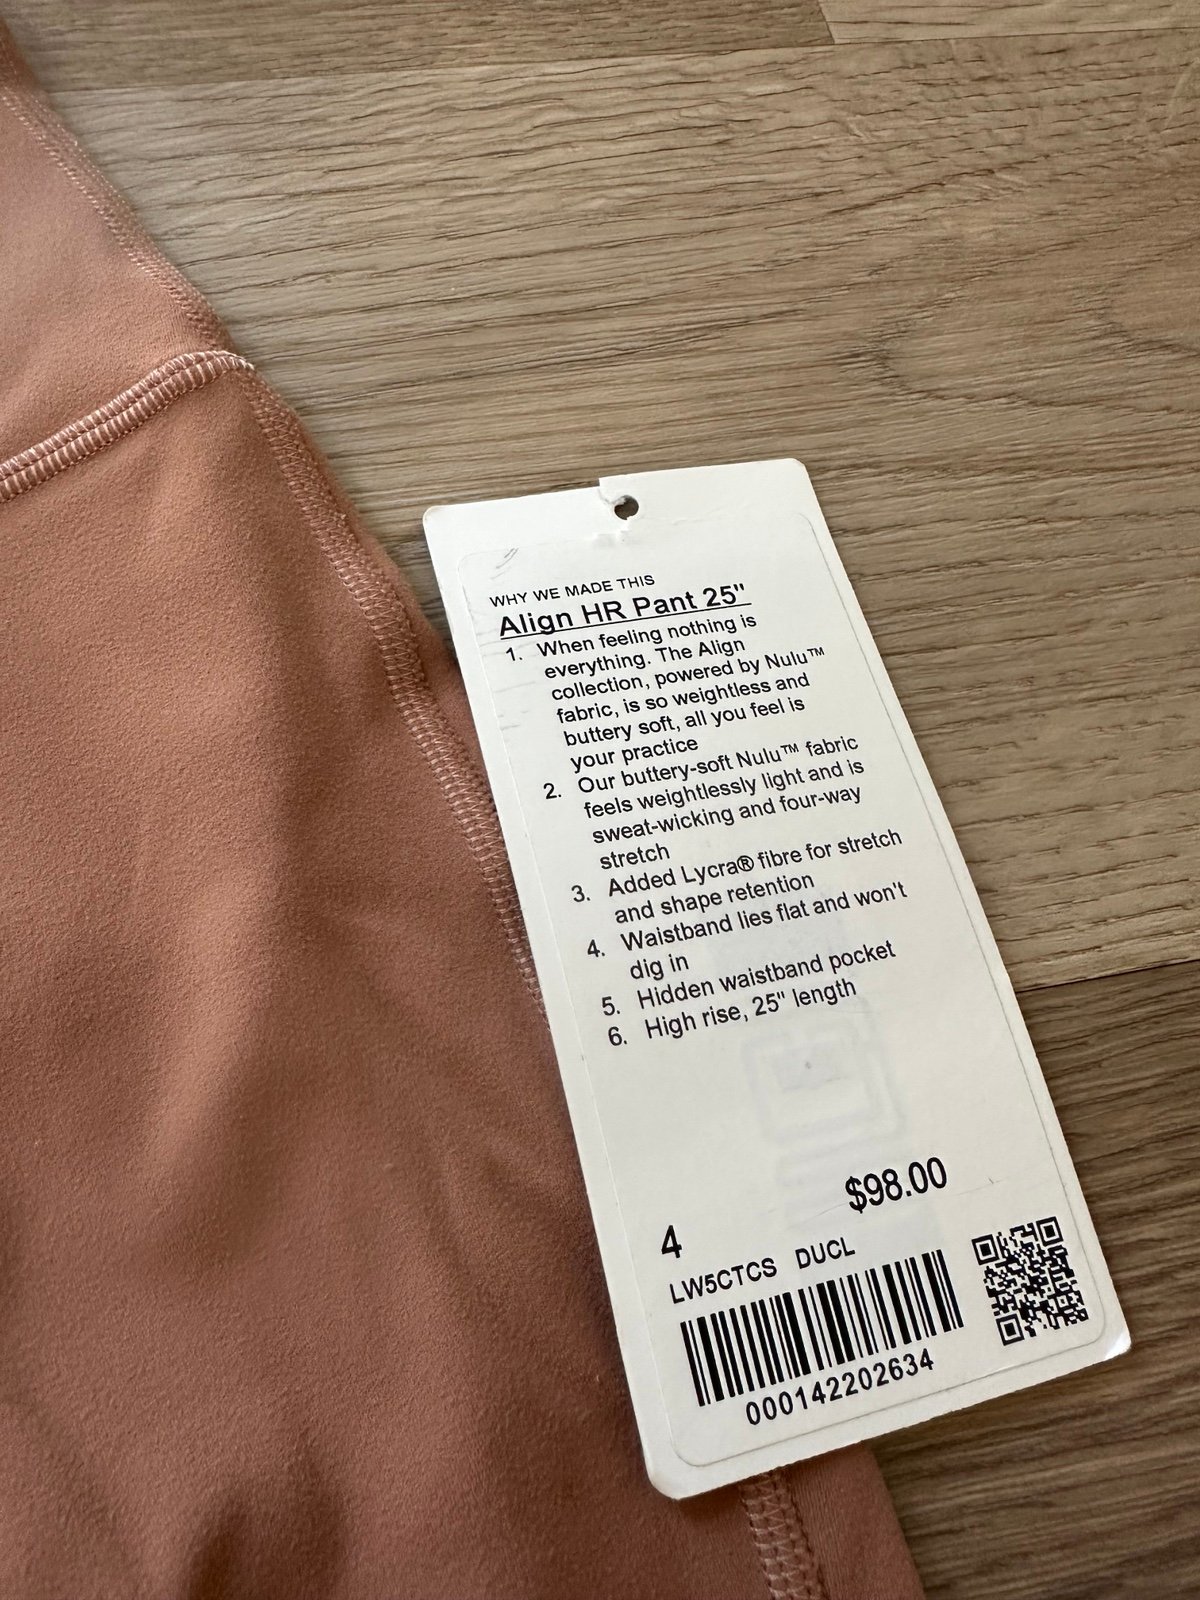 WHY WE MADE THIS
Align HR Pant 25"
1. When feeling nothing is
everything. The Align
collection, powered by Nulu™
fabric, is so weightless and
buttery soft, all you feel is
your practice
2. Our buttery-soft Nulu™ fabric
feels weightlessly light and is
sweat-wicking and four-way
stretch
3. Added Lycra® fibre for stretch
and shape retention
4. Waistband lies flat and won't
dig in
5. Hidden waistband pocket
6. High rise, 25" length
$98.00
4
LW5CTCS DUCL
000142202634